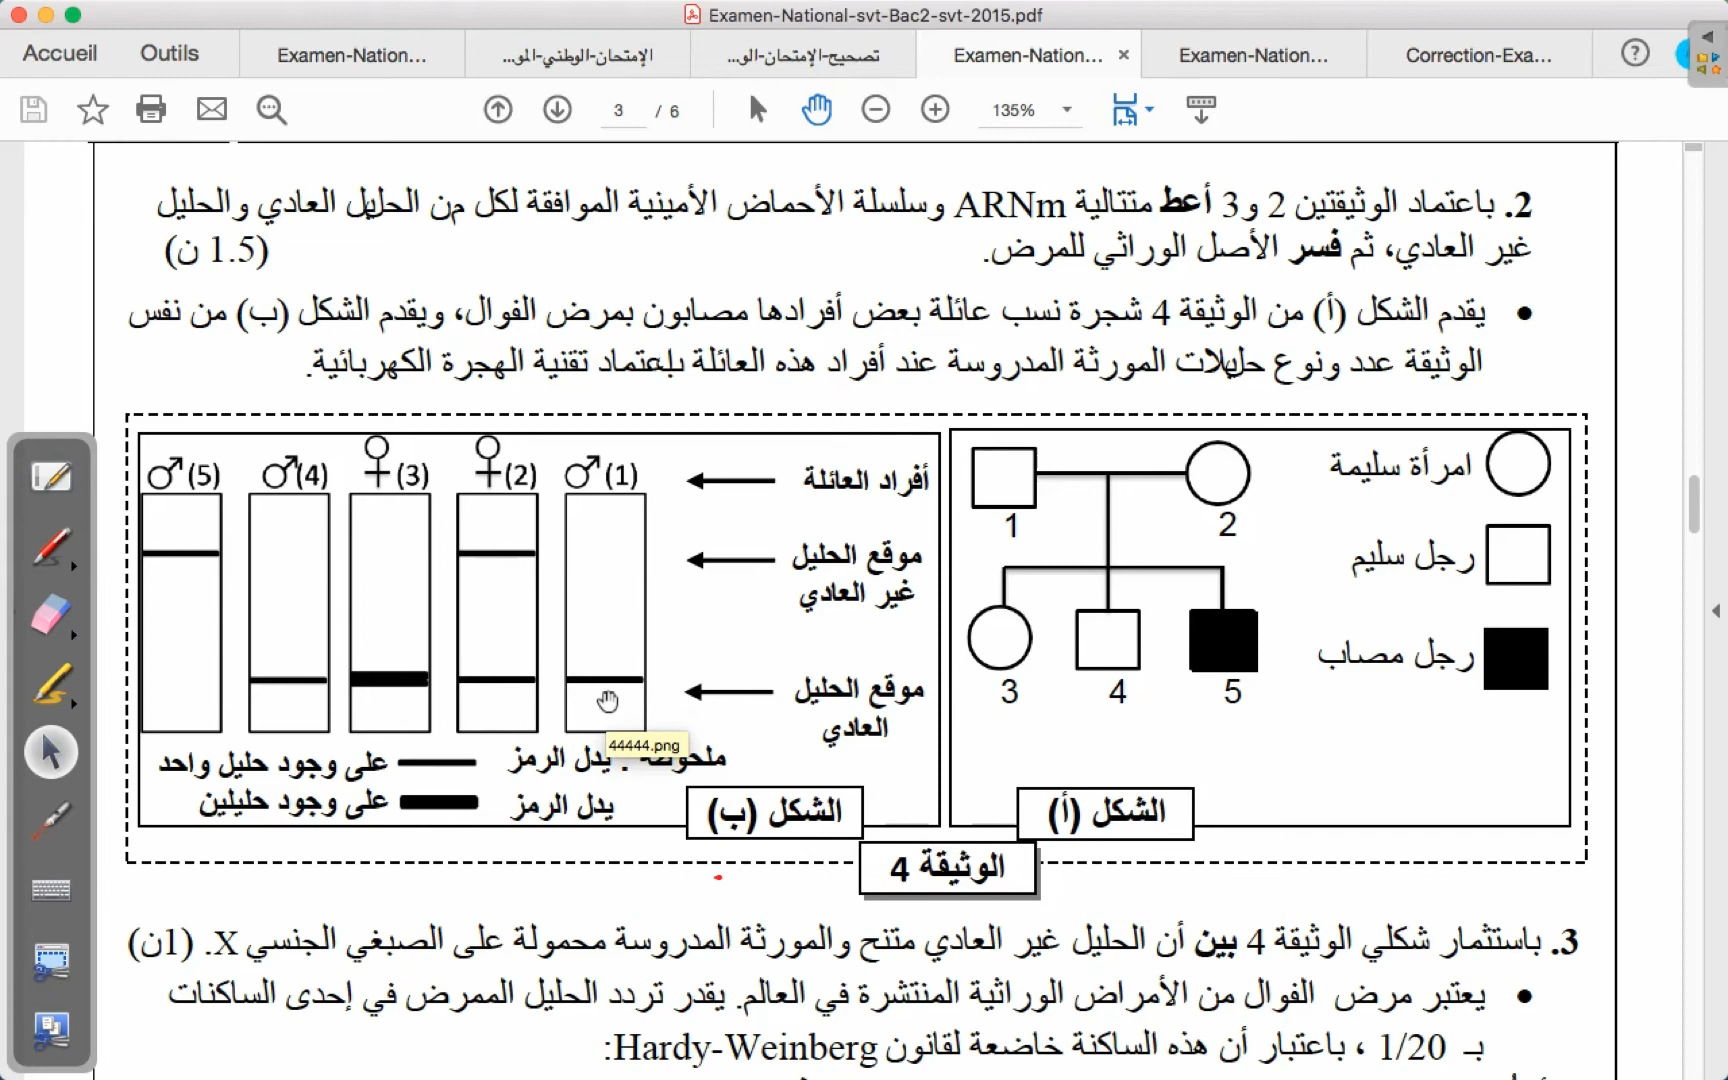 Examen-National-svt-Bac2-svt-2015.pdf
Accueil
Outils
Examen-Nation...
الإمتحان-الوطني-المو...
تصحيح-الإمتحان-الو...
Examen-Nation...
Examen-Nation...
Correction-Exa...
3 / 6
135%
2. باعتماد الوثيقتين 2 و3 أعط متتالية ARNm وسلسلة الأحماض الأمينية الموافقة لكل من الحليل العادي والحليل
غير العادي، ثم فسر الأصل الوراثي للمرض. (1.5 ن)
• يقدم الشكل (أ) من الوثيقة 4 شجرة نسب عائلة بعض أفرادها مصابون بمرض الفوال، ويقدم الشكل (ب) من نفس
الوثيقة عدد ونوع حليلات المورثة المدروسة عند أفراد هذه العائلة باعتماد تقنية الهجرة الكهربائية.
امرأة سليمة
رجل سليم
رجل مصاب
1
2
3
4
5
الشكل (أ)
أفراد العائلة
♂(1)
♀(2)
♀(3)
♂(4)
♂(5)
موقع الحليل
غير العادي
موقع الحليل
العادي
44444.png
يدل الرمز على وجود حليل واحد
يدل الرمز على وجود حليلين
الشكل (ب)
الوثيقة 4
3. باستثمار شكلي الوثيقة 4 بين أن الحليل غير العادي متنح والمورثة المدروسة محمولة على الصبغي الجنسي X. (1ن)
• يعتبر مرض الفوال من الأمراض الوراثية المنتشرة في العالم. يقدر تردد الحليل الممرض في إحدى الساكنات
بـ 1/20 ، باعتبار أن هذه الساكنة خاضعة لقانون Hardy-Weinberg: